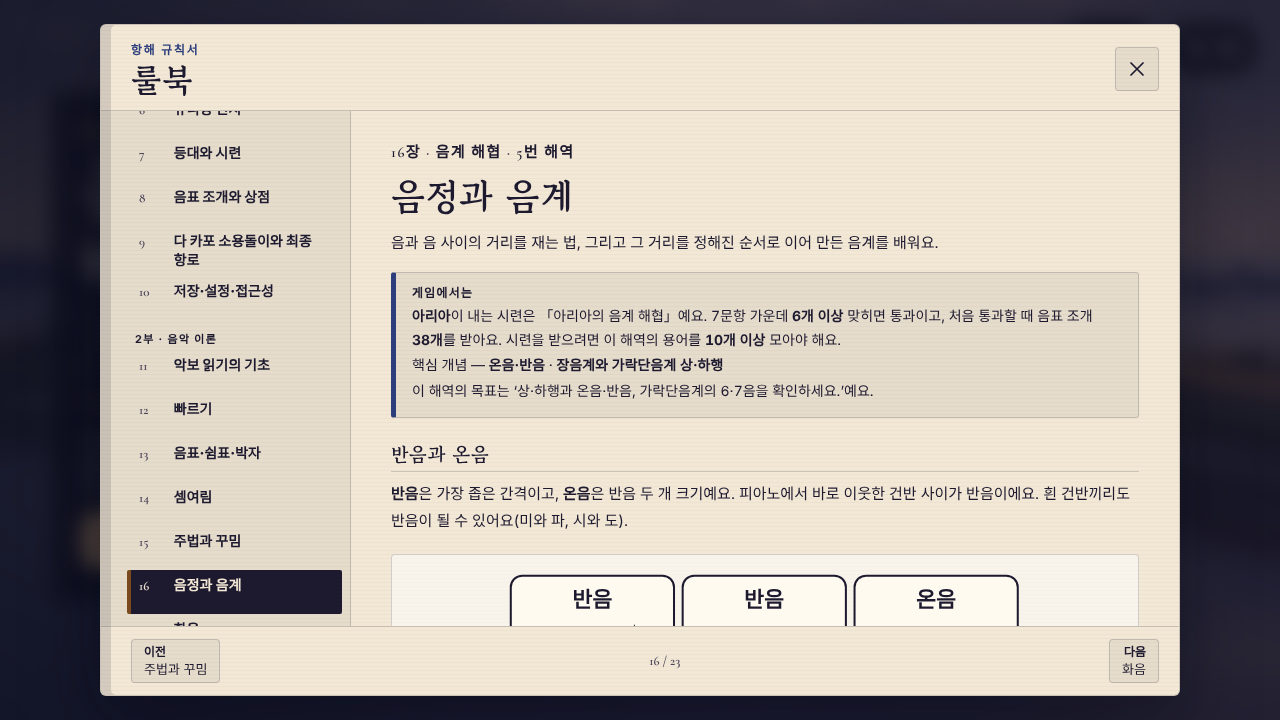 항해 규칙서
룰북
7 등대와 시련
8 음표 조개와 상점
9 다 카포 소용돌이와 최종
항로
10 저장·설정·접근성
2부 · 음악 이론
11 악보 읽기의 기초
12 빠르기
13 음표·쉼표·박자
14 셈여림
15 주법과 꾸밈
16 음정과 음계
16장 · 음계 해협 · 5번 해역
음정과 음계
음과 음 사이의 거리를 재는 법, 그리고 그 거리를 정해진 순서로 이어 만든 음계를 배워요.
게임에서는
아리아이 내는 시련은 「아리아의 음계 해협」예요. 7문항 가운데 6개 이상 맞히면 통과이고, 처음 통과할 때 음표 조개
38개를 받아요. 시련을 받으려면 이 해역의 용어를 10개 이상 모아야 해요.
핵심 개념 — 온음·반음 · 장음계와 가락단음계 상·하행
이 해역의 목표는 ‘상·하행과 온음·반음, 가락단음계의 6·7음을 확인하세요.’예요.
반음과 온음
반음은 가장 좁은 간격이고, 온음은 반음 두 개 크기예요. 피아노에서 바로 이웃한 건반 사이가 반음이에요. 흰 건반끼리도
반음이 될 수 있어요(미와 파, 시와 도).
반음 반음 온음
이전
주법과 꾸밈
16 / 23
다음
화음